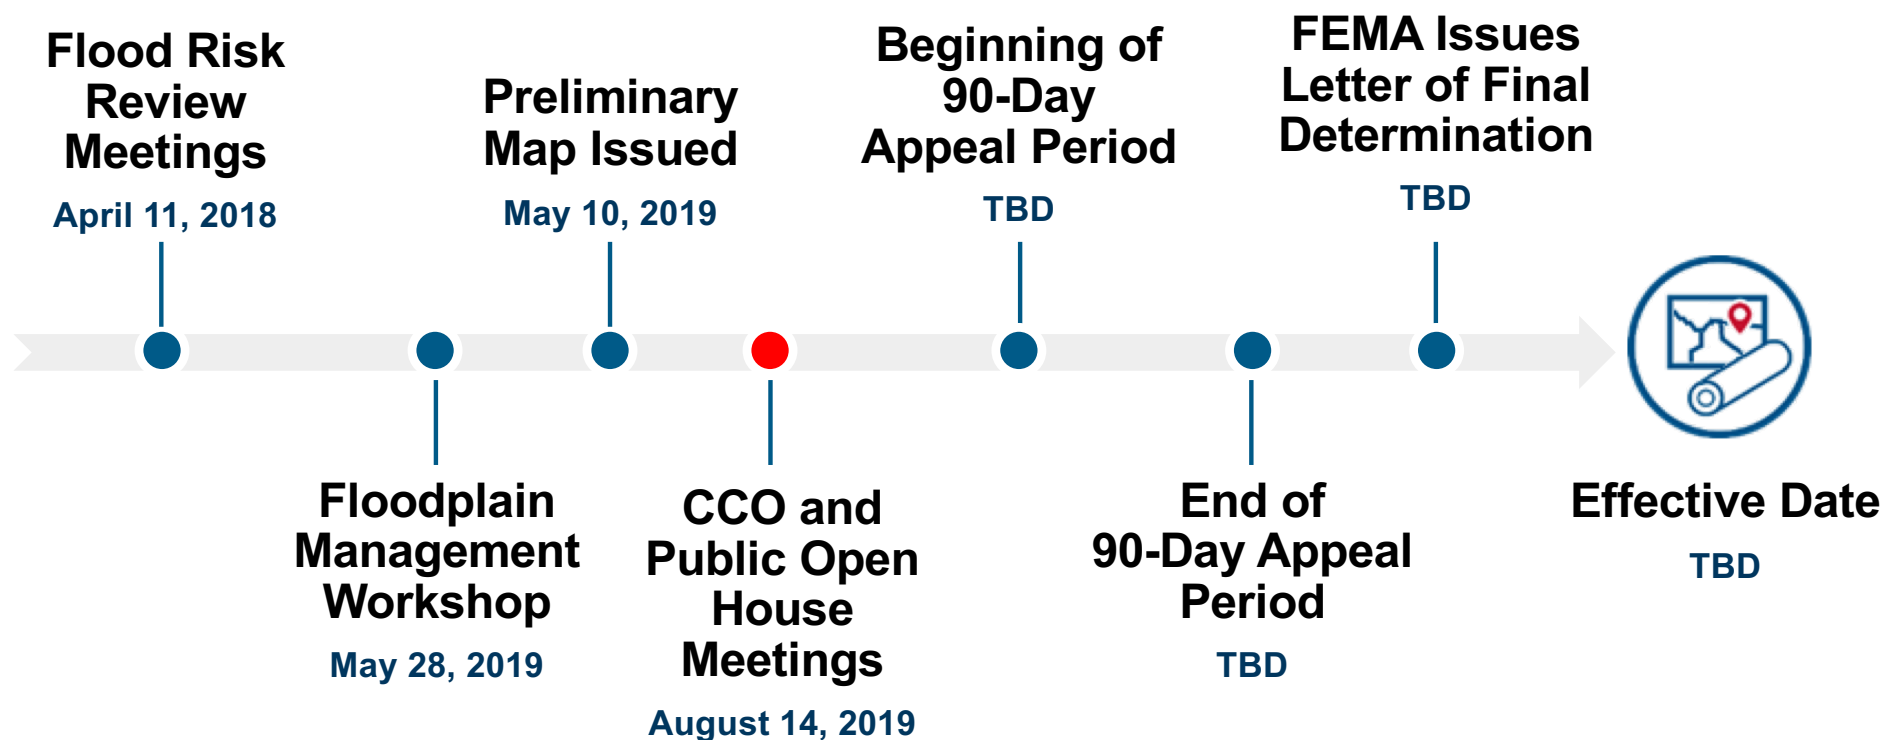 Flood Risk
Review
Meetings
April 11, 2018
Floodplain
Management
Workshop
May 28, 2019
Preliminary
Map Issued
May 10, 2019
CCO and
Public Open
House
Meetings
August 14, 2019
Beginning of
90-Day
Appeal Period
TBD
End of
90-Day Appeal
Period
TBD
FEMA Issues
Letter of Final
Determination
TBD
Effective Date
TBD